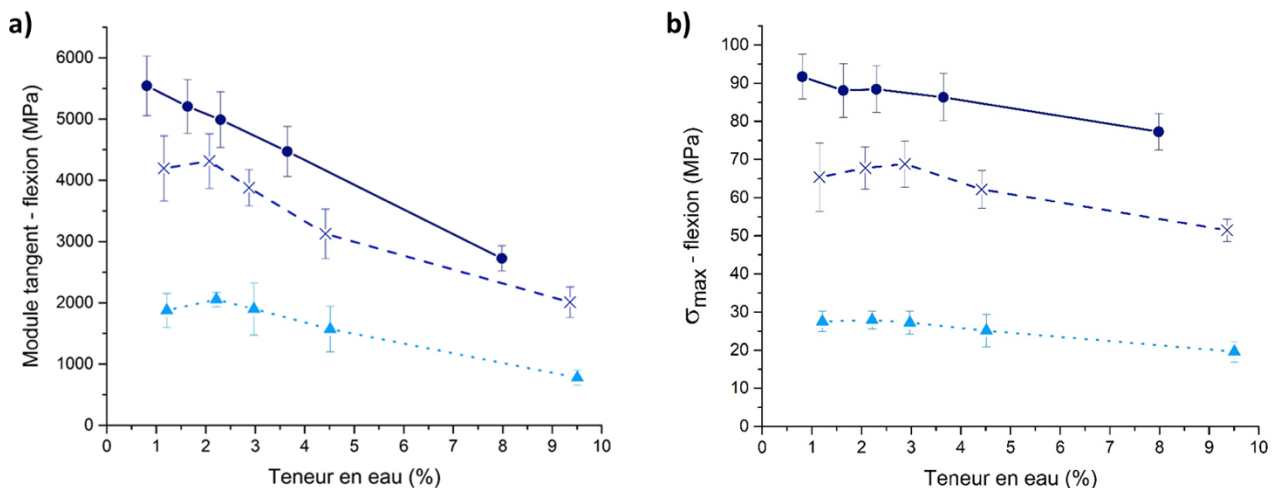 a)
Module tangent - flexion (MPa)
6000
5000
4000
3000
2000
1000
0
0 1 2 3 4 5 6 7 8 9 10
Teneur en eau (%)
b)
σmax - flexion (MPa)
100
90
80
70
60
50
40
30
20
10
0
0 1 2 3 4 5 6 7 8 9 10
Teneur en eau (%)